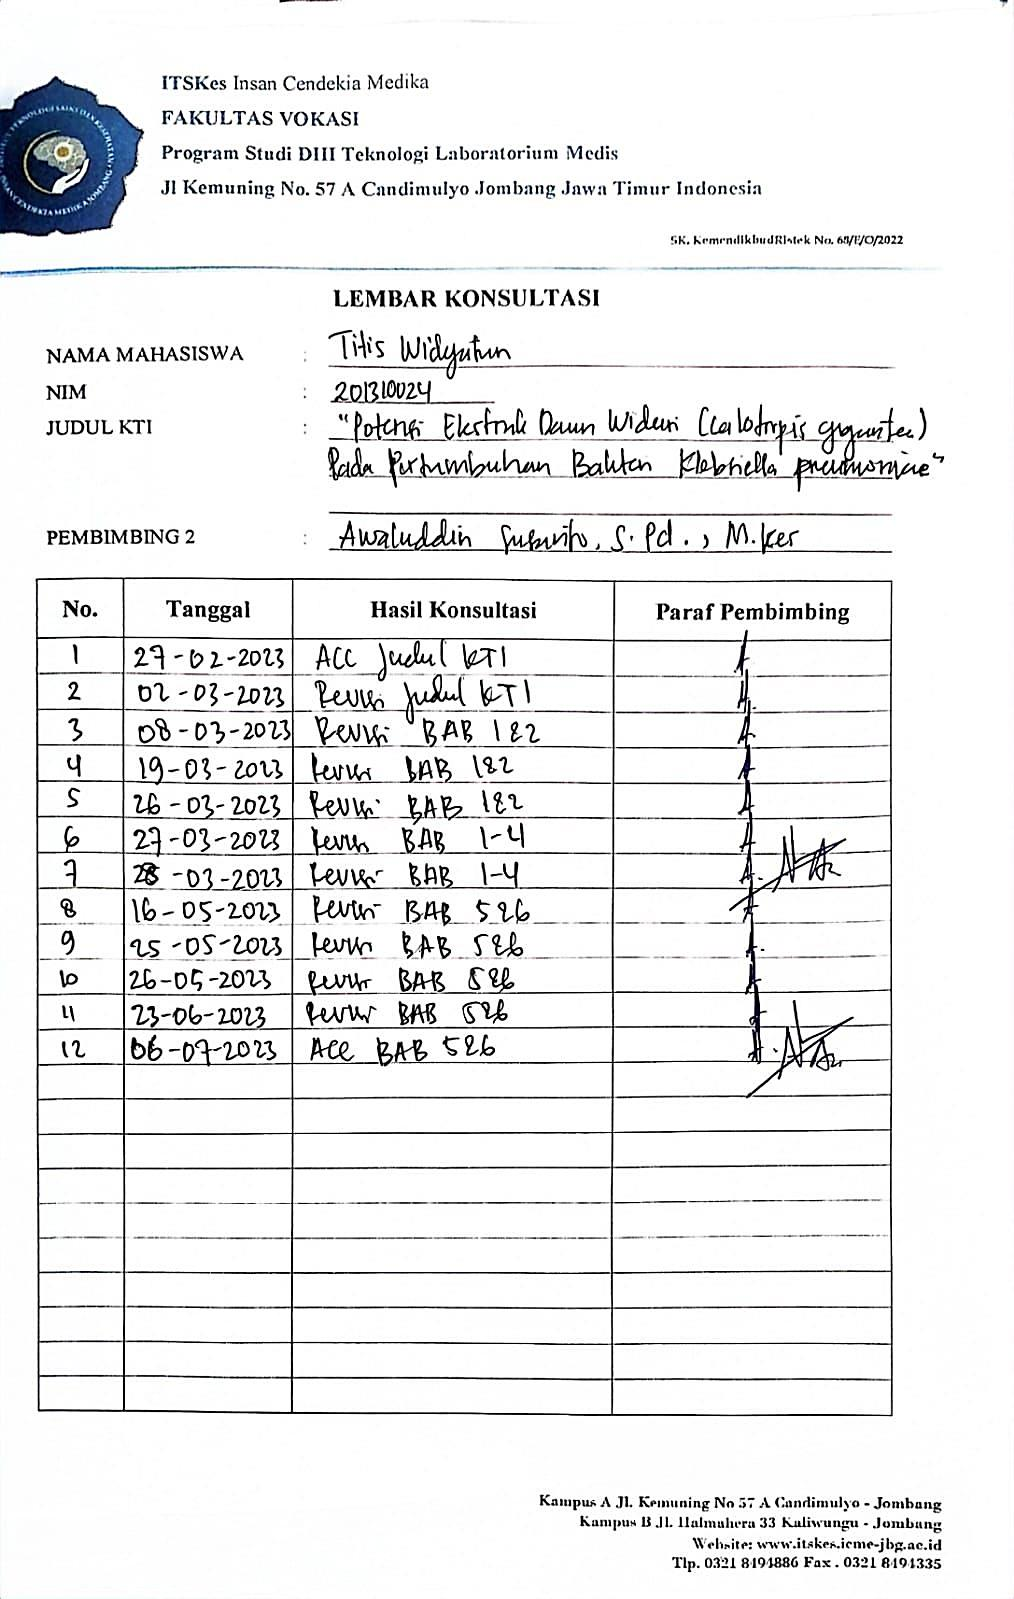 ITSKes Insan Cendekia Medika
FAKULTAS VOKASI
Program Studi DIII Teknologi Laboratorium Medis
Jl Kemuning No. 57 A Candimulyo Jombang Jawa Timur Indonesia
SK. KemendikbudRistek No. 68/E/O/2022
LEMBAR KONSULTASI
NAMA MAHASISWA : Titis Widyatun
NIM : 201310024
JUDUL KTI : "Potensi Ekstrak Daun Widuri (Calotropis gigantea)
Pada Pertumbuhan Bakteri Klebsiella pneumoniae"
PEMBIMBING 2 : Awaluddin Susanto, S.Pd., M.Kes
No. Tanggal Hasil Konsultasi Paraf Pembimbing
1 27-02-2023 ACC Judul KTI
2 02-03-2023 Revisi Judul KTI
3 08-03-2023 Revisi BAB 1&2
4 19-03-2023 Revisi BAB 1&2
5 26-03-2023 Revisi BAB 1&2
6 27-03-2023 Revisi BAB 1-4
7 28-03-2023 Revisi BAB 1-4
8 16-05-2023 Revisi BAB 5&6
9 25-05-2023 Revisi BAB 5&6
10 26-05-2023 Revisi BAB 5&6
11 23-06-2023 Revisi BAB 5&6
12 06-07-2023 Acc BAB 5&6
Kampus A Jl. Kemuning No 57 A Candimulyo - Jombang
Kampus B Jl. Halmahera 33 Kaliwungu - Jombang
Website: www.itskes.icme-jbg.ac.id
Tlp. 0321 8494886 Fax . 0321 8494335